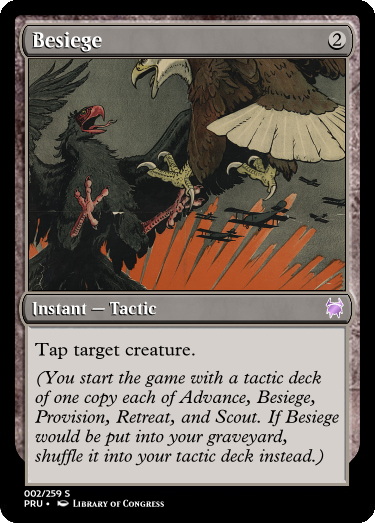 Besiege 2
Instant — Tactic
Tap target creature.
(You start the game with a tactic deck
of one copy each of Advance, Besiege,
Provision, Retreat, and Scout. If Besiege
would be put into your graveyard,
shuffle it into your tactic deck instead.)
002/259 S
PRU • Library of Congress